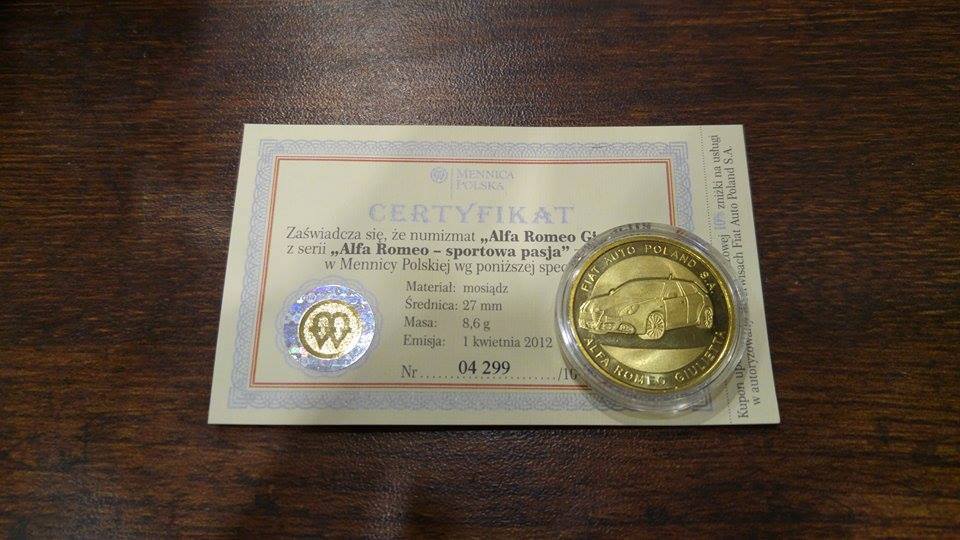 MENNICA
POLSKA
CERTYFIKAT
Zaświadcza się, że numizmat „Alfa Romeo
z serii „Alfa Romeo – sportowa pasja”
w Mennicy Polskiej wg poniższej
Materiał: mosiądz
Średnica: 27 mm
Masa: 8,6 g
Emisja: 1 kwietnia 2012
Nr.......04 299......../10
FIAT AUTO POLAND S.A.
ALFA ROMEO GIULIETTA
Kupon 10% zniżki na usługi
w Fiat Auto Poland S.A.